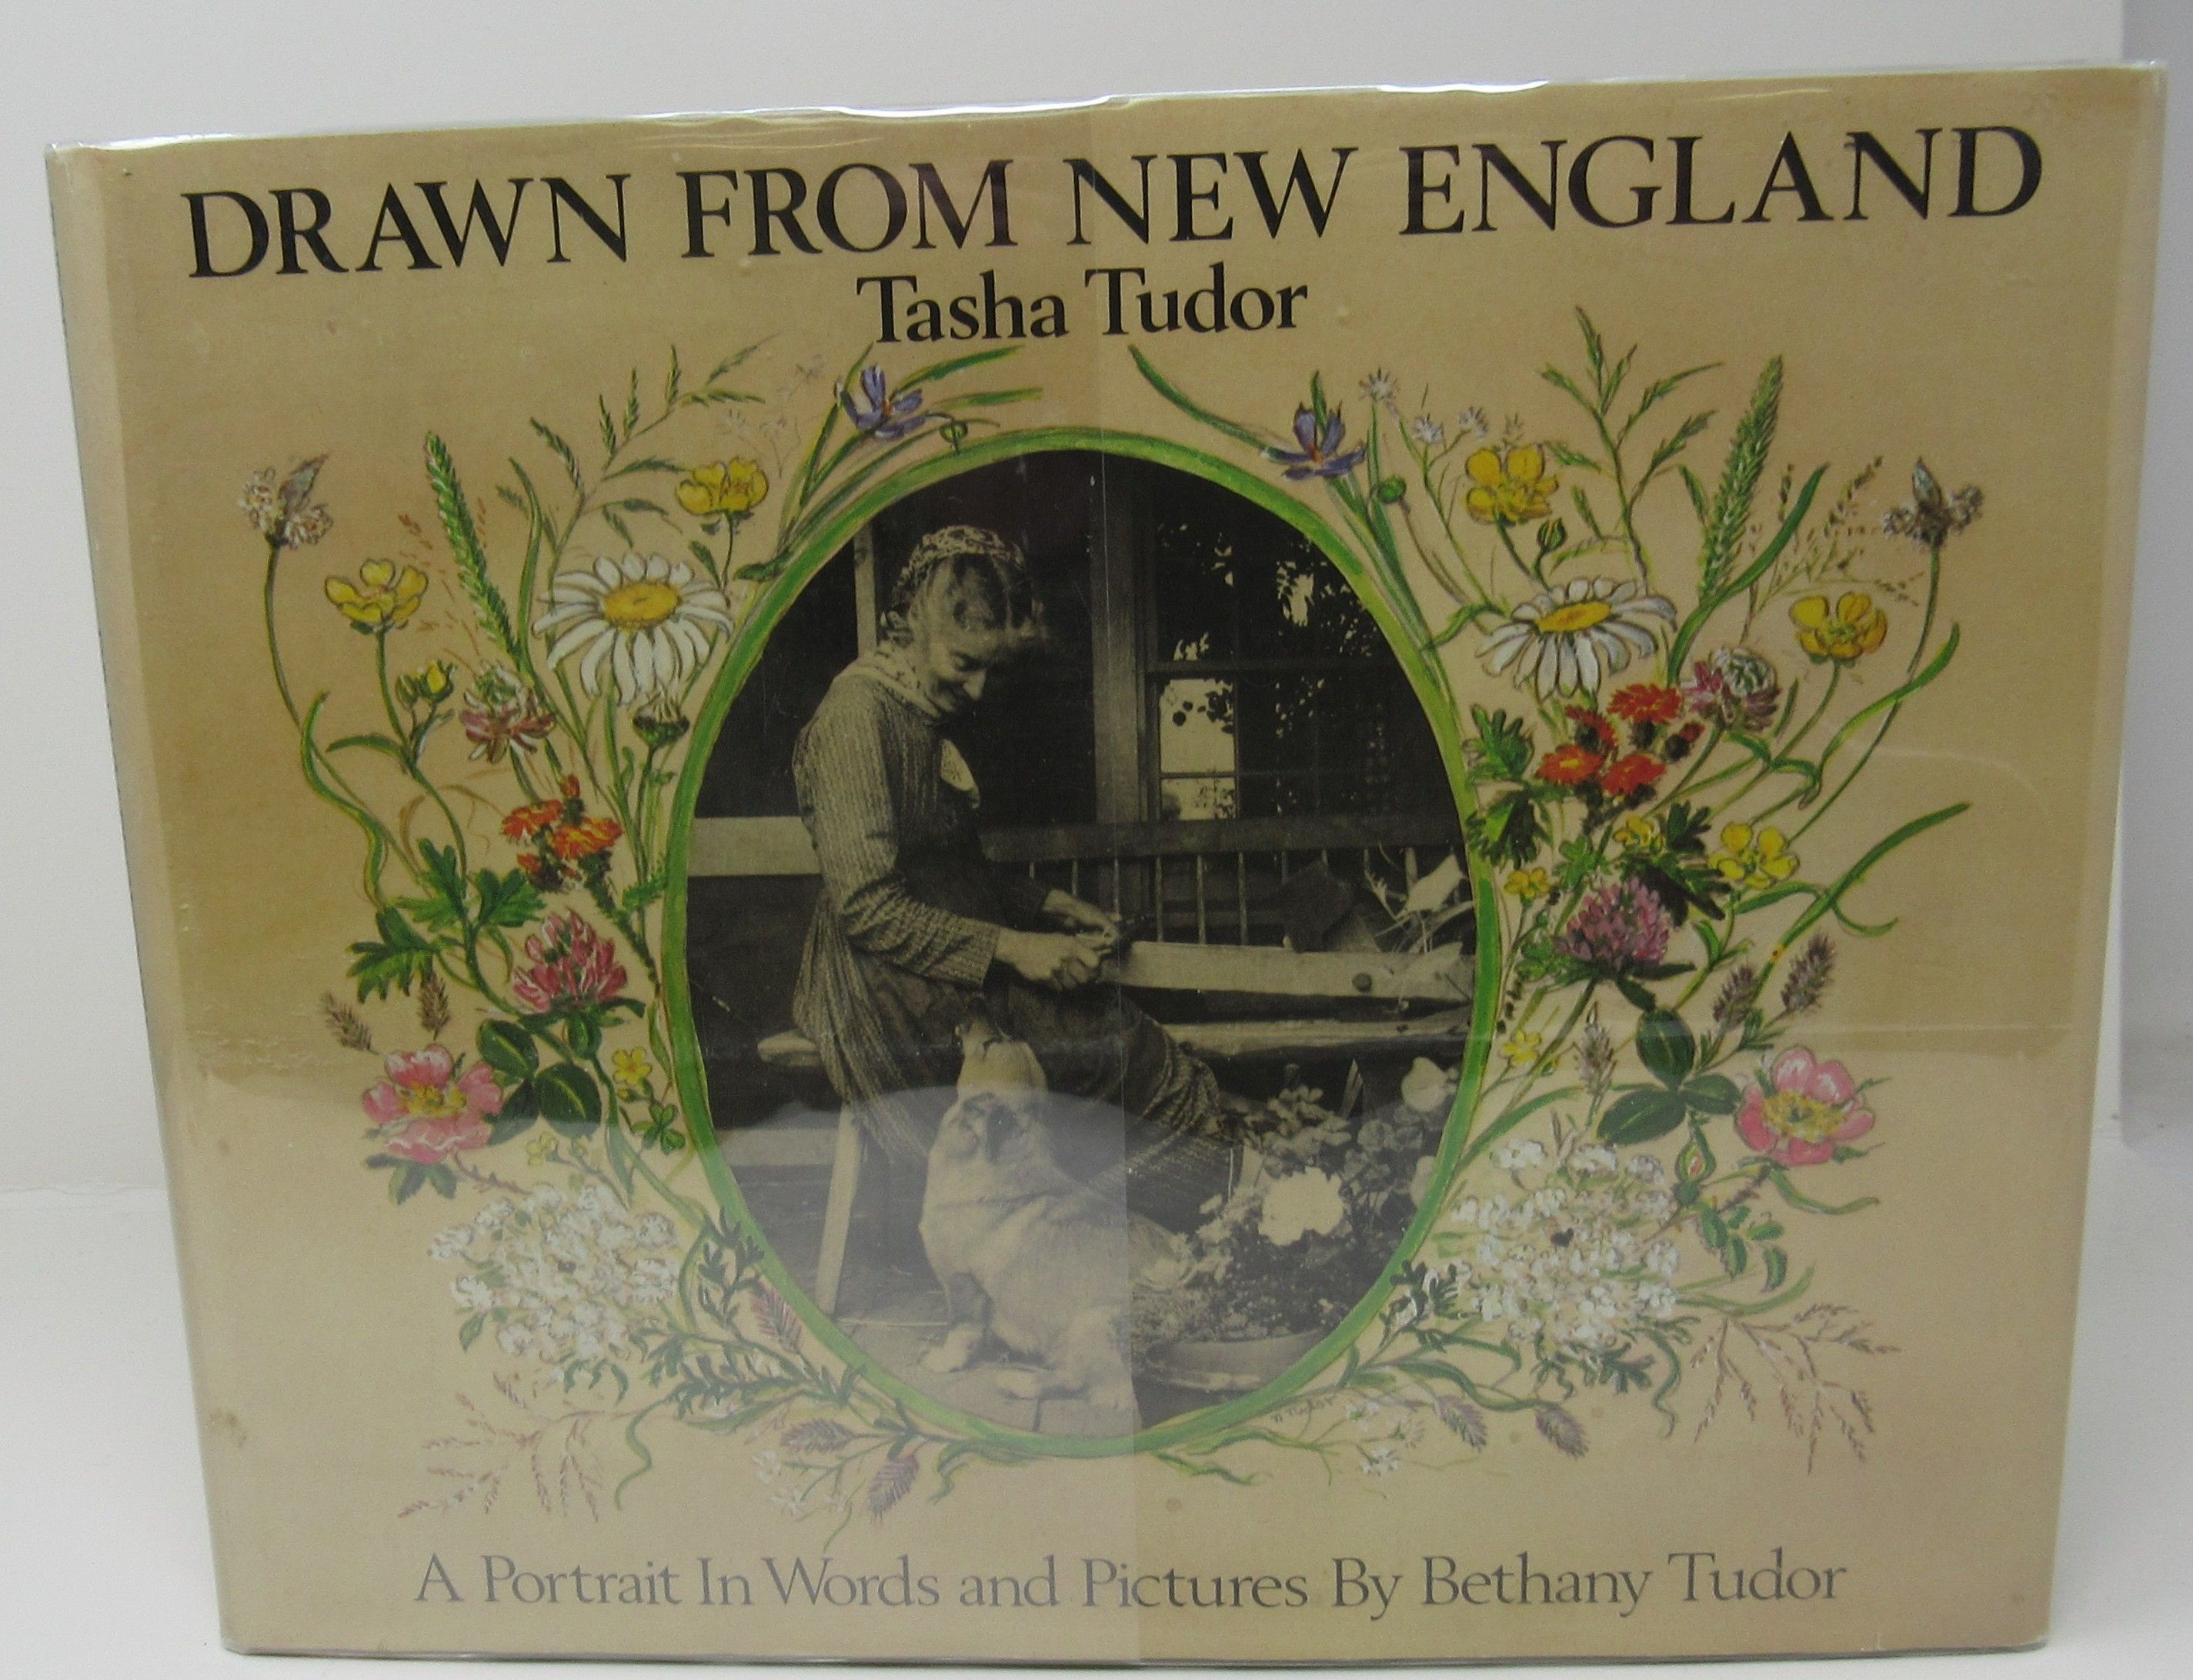 DRAWN FROM NEW ENGLAND
Tasha Tudor
A Portrait In Words and Pictures By Bethany Tudor